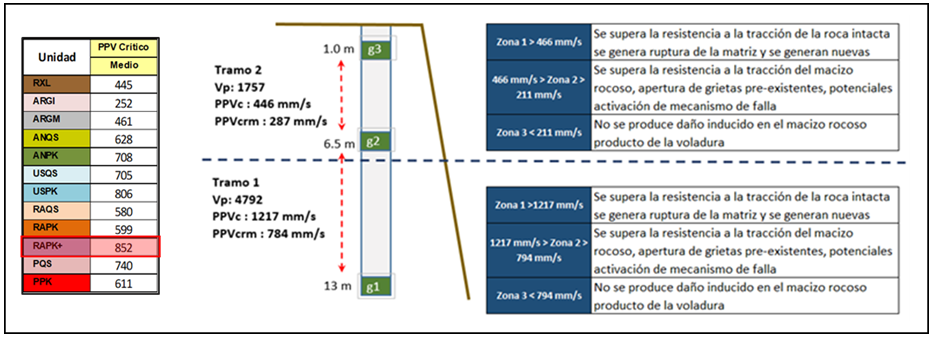 Unidad
PPV Critico
Medio
RXL 445
ARGI 252
ARGM 461
ANQS 628
ANPK 708
USQS 705
USPK 806
RAQS 580
RAPK 599
RAPK+ 852
PQS 740
PPK 611
1.0 m
g3
Tramo 2
Vp: 1757
PPVc : 446 mm/s
PPVcrm : 287 mm/s
6.5 m
g2
Tramo 1
Vp: 4792
PPVc : 1217 mm/s
PPVcrm : 784 mm/s
13 m
g1
Zona 1 > 466 mm/s
Se supera la resistencia a la tracción de la roca intacta
se genera ruptura de la matriz y se generan nuevas
466 mm/s > Zona 2 >
211 mm/s
Se supera la resistencia a la tracción del macizo
rocoso, apertura de grietas pre-existentes, potenciales
activación de mecanismo de falla
Zona 3 < 211 mm/s
No se produce daño inducido en el macizo rocoso
producto de la voladura
Zona 1 >1217 mm/s
Se supera la resistencia a la tracción de la roca intacta
se genera ruptura de la matriz y se generan nuevas
1217 mm/s > Zona 2 >
794 mm/s
Se supera la resistencia a la tracción del macizo
rocoso, apertura de grietas pre-existentes, potenciales
activación de mecanismo de falla
Zona 3 < 794 mm/s
No se produce daño inducido en el macizo rocoso
producto de la voladura